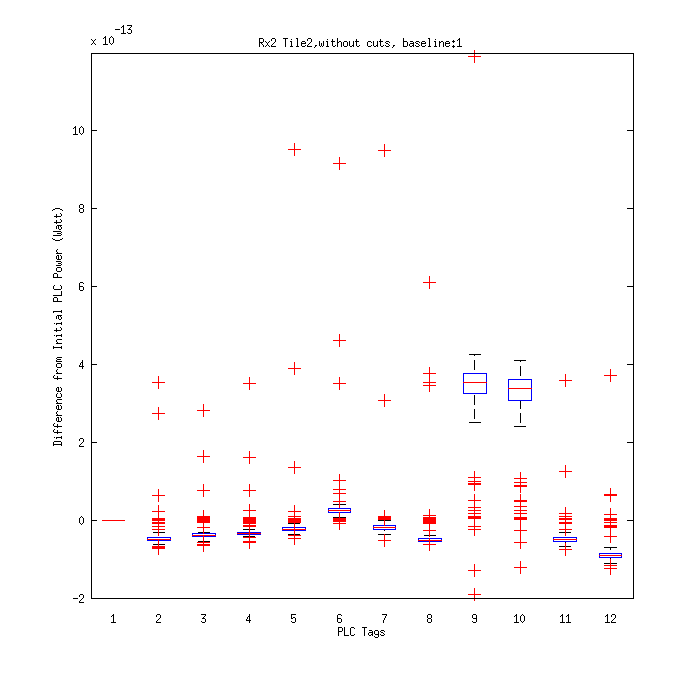 x 10^-13
Rx2 Tile2,without cuts, baseline:1
Difference from Initial PLC Power (Watt)
10
8
6
4
2
0
-2
1 2 3 4 5 6 7 8 9 10 11 12
PLC Tags